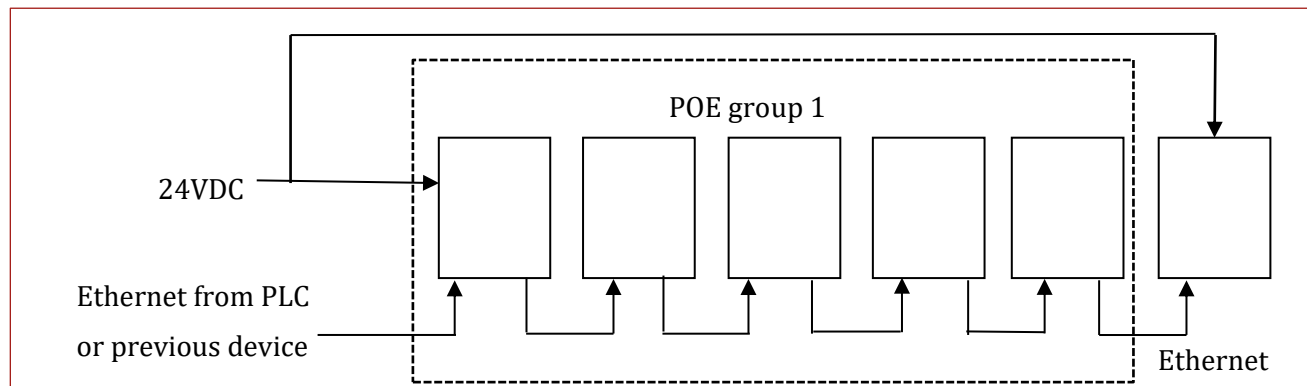 POE group 1
24VDC
Ethernet from PLC
or previous device
Ethernet